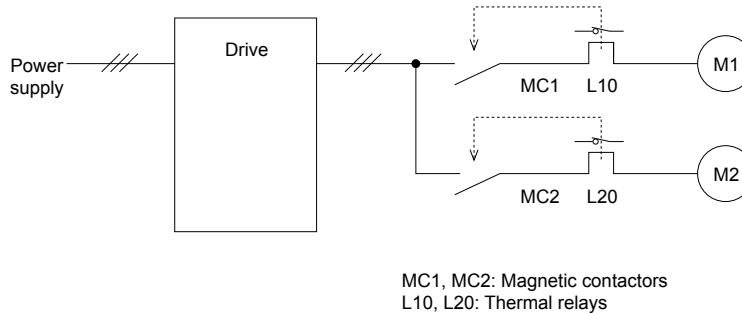 Power
supply
Drive
MC1 L10
M1
MC2 L20
M2
MC1, MC2: Magnetic contactors
L10, L20: Thermal relays